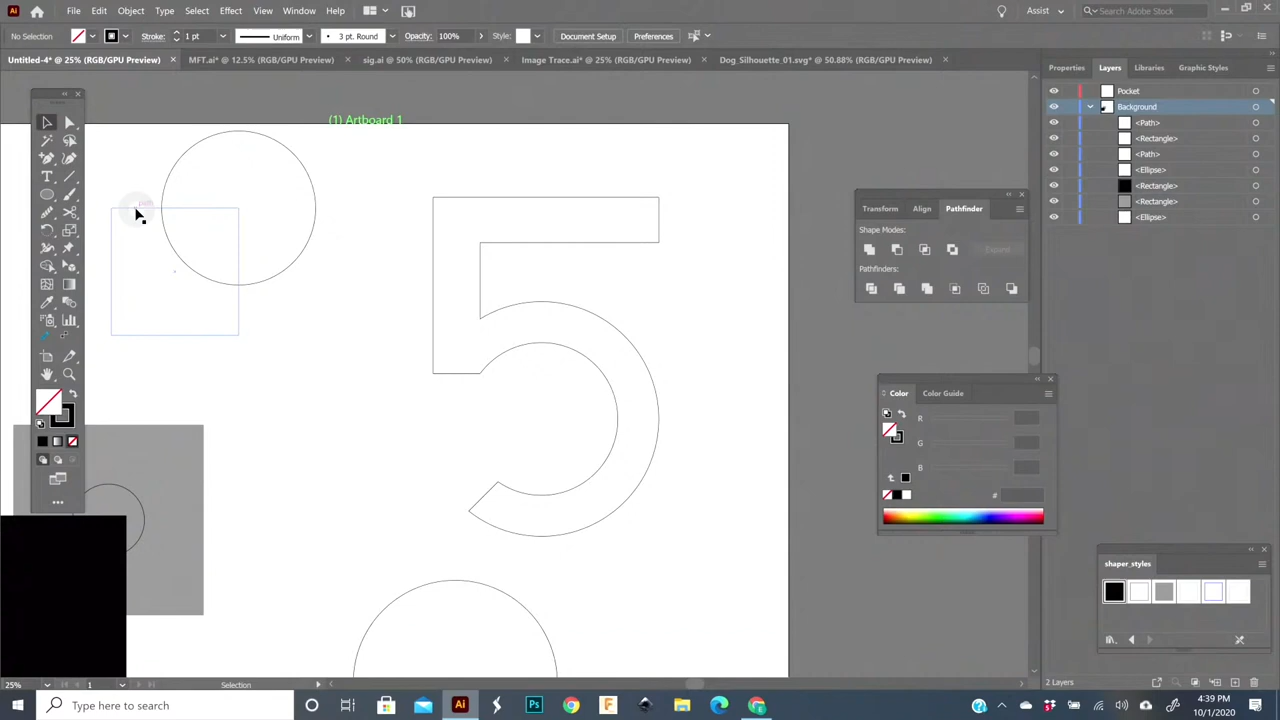 Ai File Edit Object Type Select Effect View Window Help Assist Search Adobe Stock
No Selection Stroke: 1 pt Uniform 3 pt. Round Opacity: 100% Style: Document Setup Preferences
Untitled-4* @ 25% (RGB/GPU Preview) × MFT.ai* @ 12.5% (RGB/GPU Preview) × sig.ai @ 50% (RGB/GPU Preview) × Image Trace.ai* @ 25% (RGB/GPU Preview) × Dog_Silhouette_01.svg* @ 50.88% (RGB/GPU Preview) ×
Properties Layers Libraries Graphic Styles
Pocket
Background
<Path>
<Rectangle>
<Path>
<Ellipse>
<Rectangle>
<Rectangle>
<Ellipse>
(1) Artboard 1
5
Transform Align Pathfinder
Shape Modes:
Expand
Pathfinders:
Color Color Guide
R
G
B
#
shaper_styles
2 Layers
25% 1 Selection
Type here to search
Ai
Ps
F
4:39 PM
10/1/2020